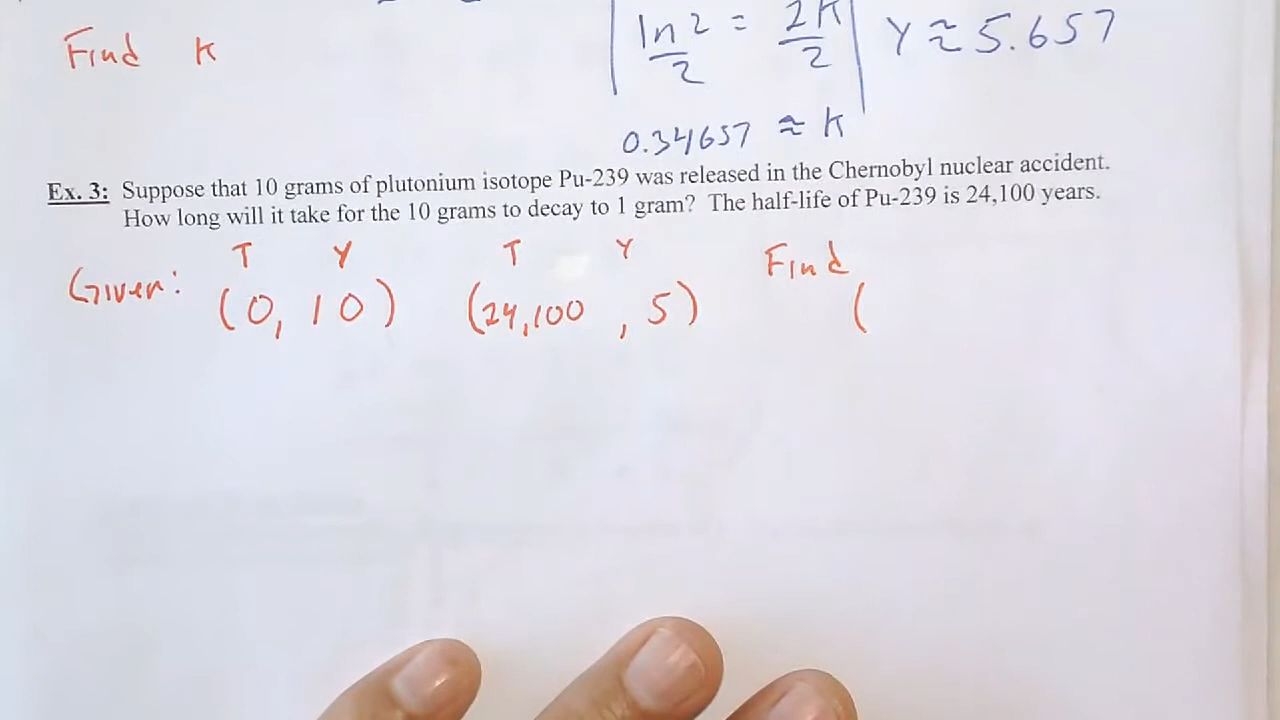 Find K
ln 2 = 2K
2 2
Y ≈ 5.657
0.34657 ≈ K
Ex. 3: Suppose that 10 grams of plutonium isotope Pu-239 was released in the Chernobyl nuclear accident.
How long will it take for the 10 grams to decay to 1 gram? The half-life of Pu-239 is 24,100 years.
T Y T Y Find
Given: (0, 10) (24,100 , 5) (